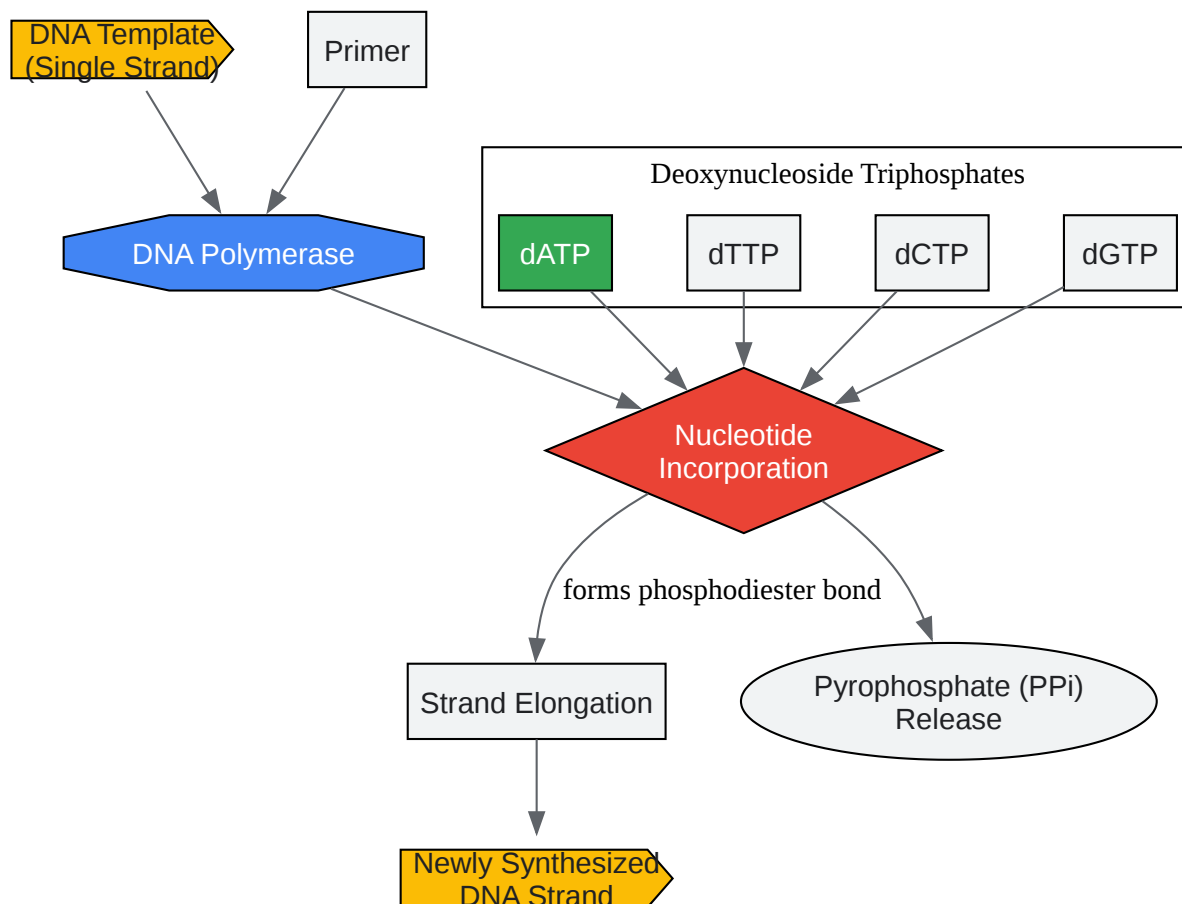 DNA Template
(Single Strand)
Primer
Deoxynucleoside Triphosphates
DNA Polymerase
dATP
dTTP
dCTP
dGTP
Nucleotide
Incorporation
forms phosphodiester bond
Strand Elongation
Pyrophosphate (PPi)
Release
Newly Synthesized
DNA Strand